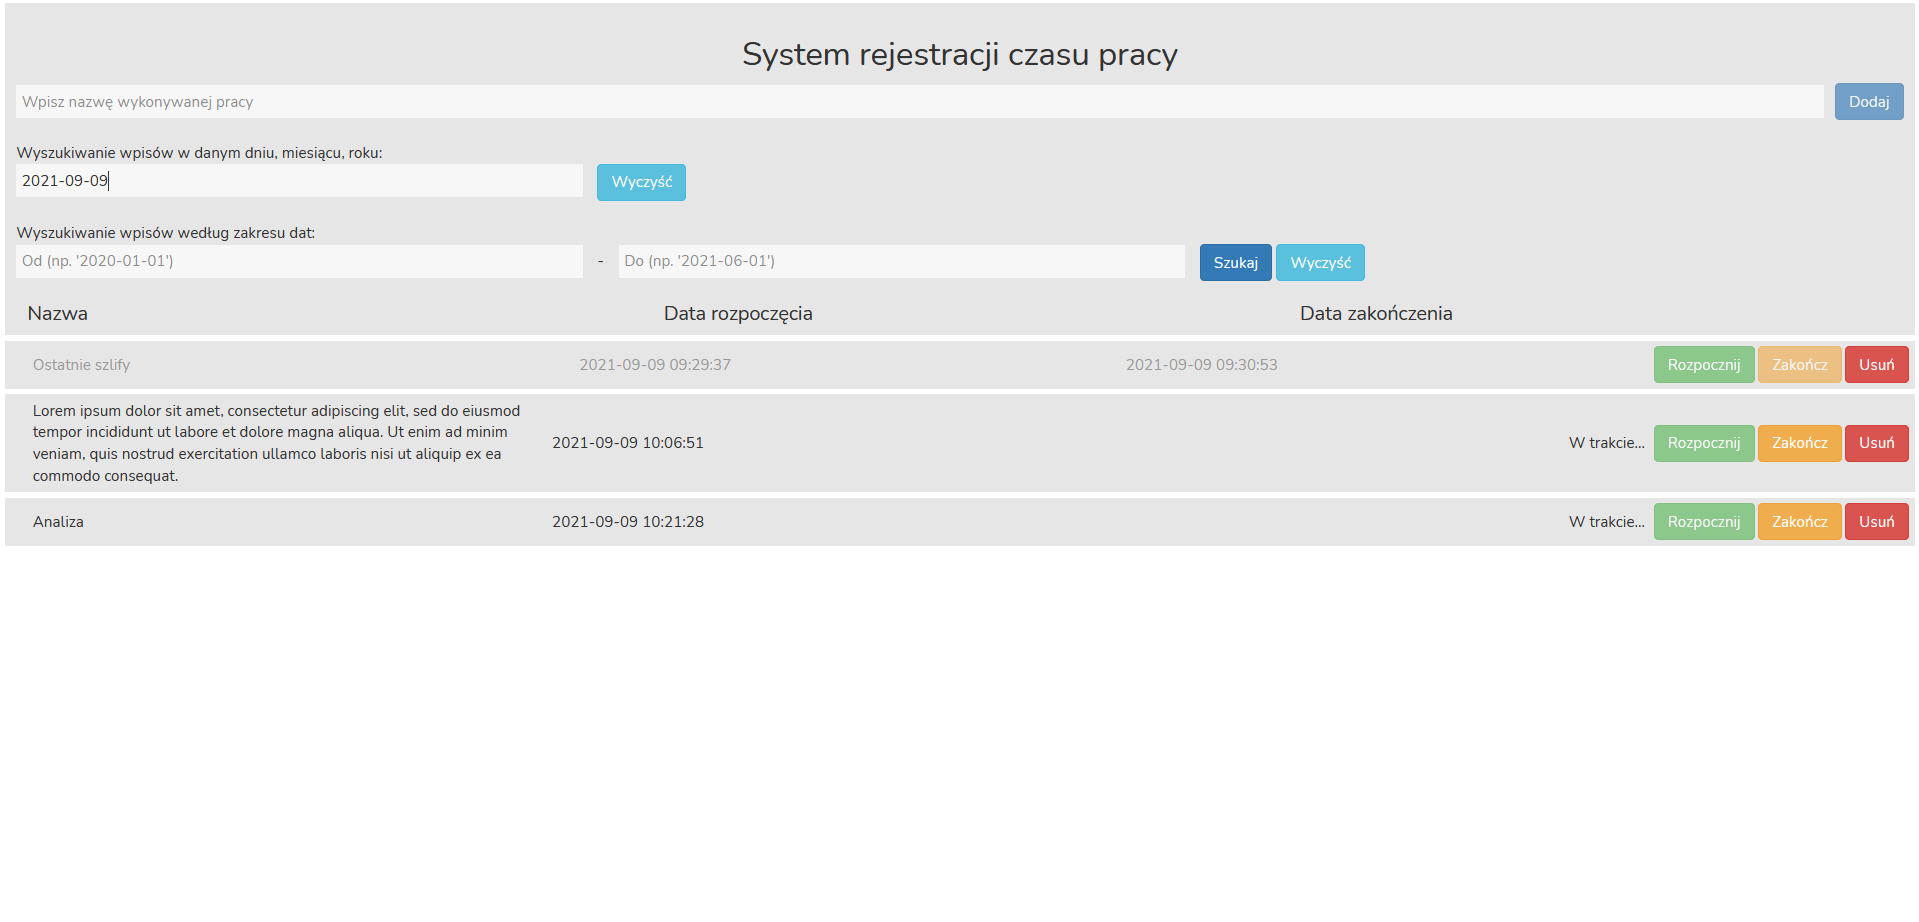 System rejestracji czasu pracy
Wpisz nazwę wykonywanej pracy Dodaj
Wyszukiwanie wpisów w danym dniu, miesiącu, roku:
2021-09-09 Wyczyść
Wyszukiwanie wpisów według zakresu dat:
Od (np. '2020-01-01') - Do (np. '2021-06-01') Szukaj Wyczyść
Nazwa Data rozpoczęcia Data zakończenia
Ostatnie szlify 2021-09-09 09:29:37 2021-09-09 09:30:53 Rozpocznij Zakończ Usuń
Lorem ipsum dolor sit amet, consectetur adipiscing elit, sed do eiusmod
tempor incididunt ut labore et dolore magna aliqua. Ut enim ad minim
veniam, quis nostrud exercitation ullamco laboris nisi ut aliquip ex ea
commodo consequat.
2021-09-09 10:06:51 W trakcie... Rozpocznij Zakończ Usuń
Analiza 2021-09-09 10:21:28 W trakcie... Rozpocznij Zakończ Usuń